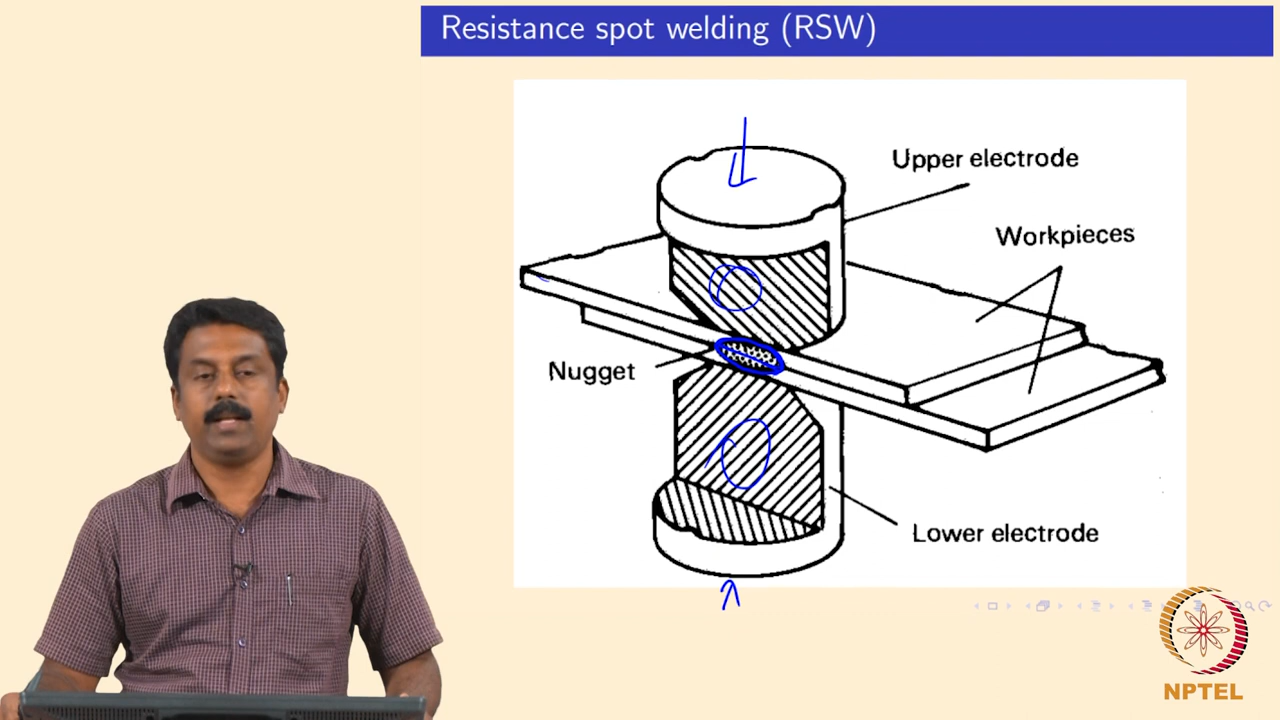 Resistance spot welding (RSW)
Upper electrode
Workpieces
Nugget
Lower electrode
NPTEL